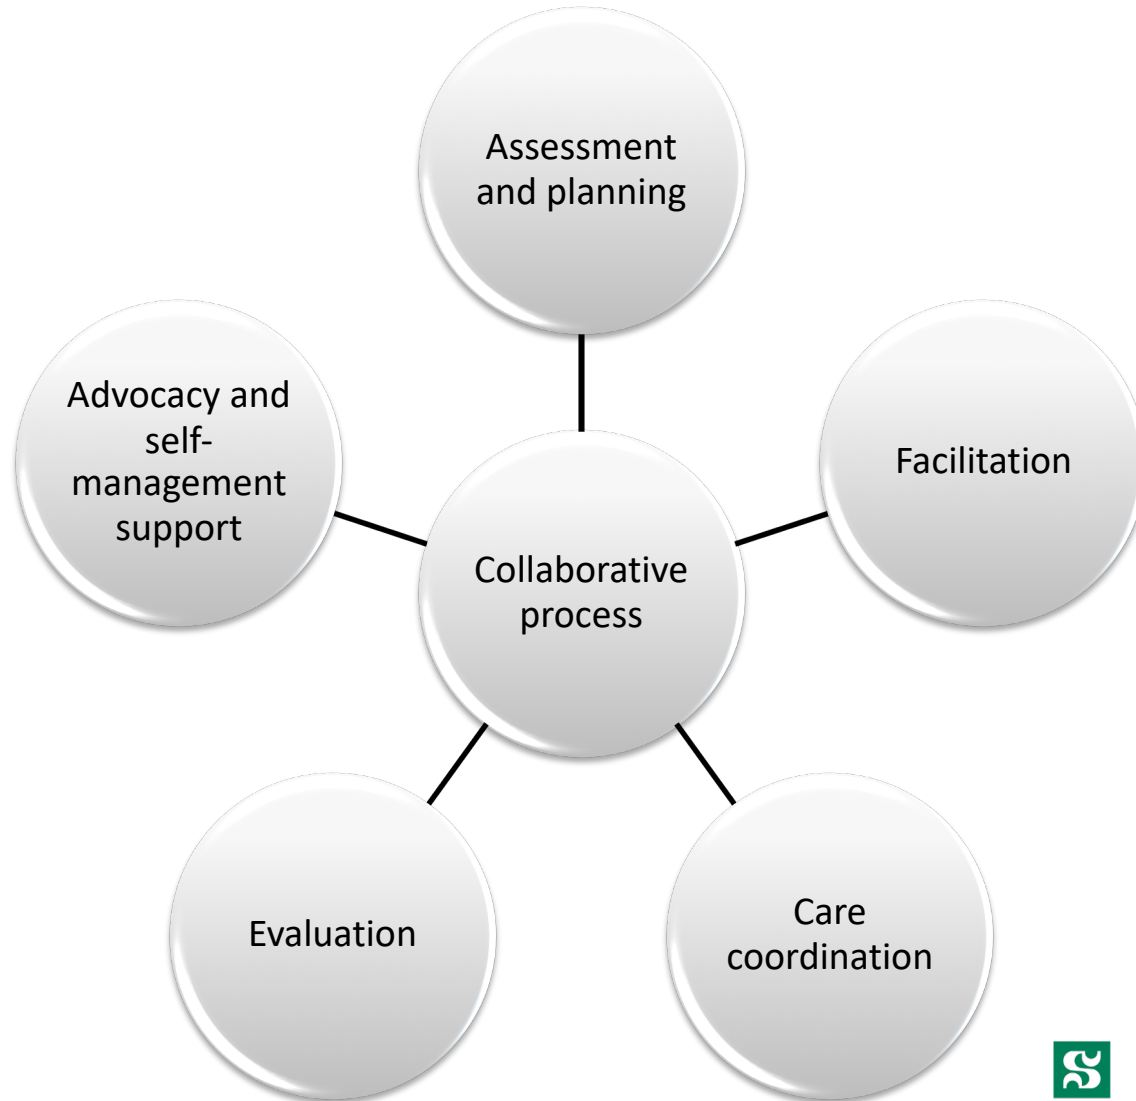 Assessment
and planning
Advocacy and
self-
management
support
Facilitation
Collaborative
process
Evaluation
Care
coordination